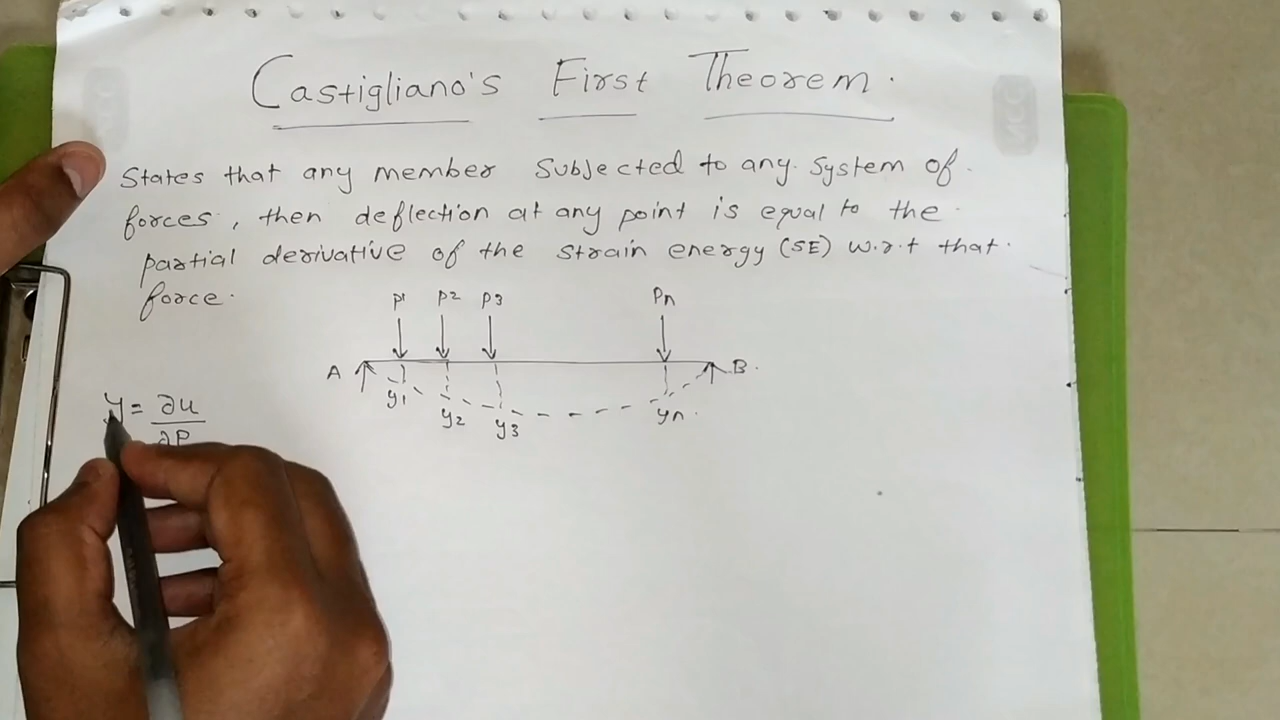 Castigliano's First Theorem.
States that any member subjected to any system of
forces, then deflection at any point is equal to the
partial derivative of the strain energy (SE) w.r.t that
force.
P1 P2 P3 Pn
A B.
y1 y2 y3 yn.
y = ∂u
∂P